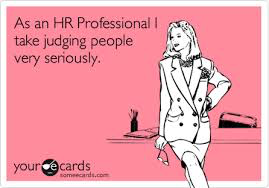 As an HR Professional I
take judging people
very seriously.
your ecards
someecards.com